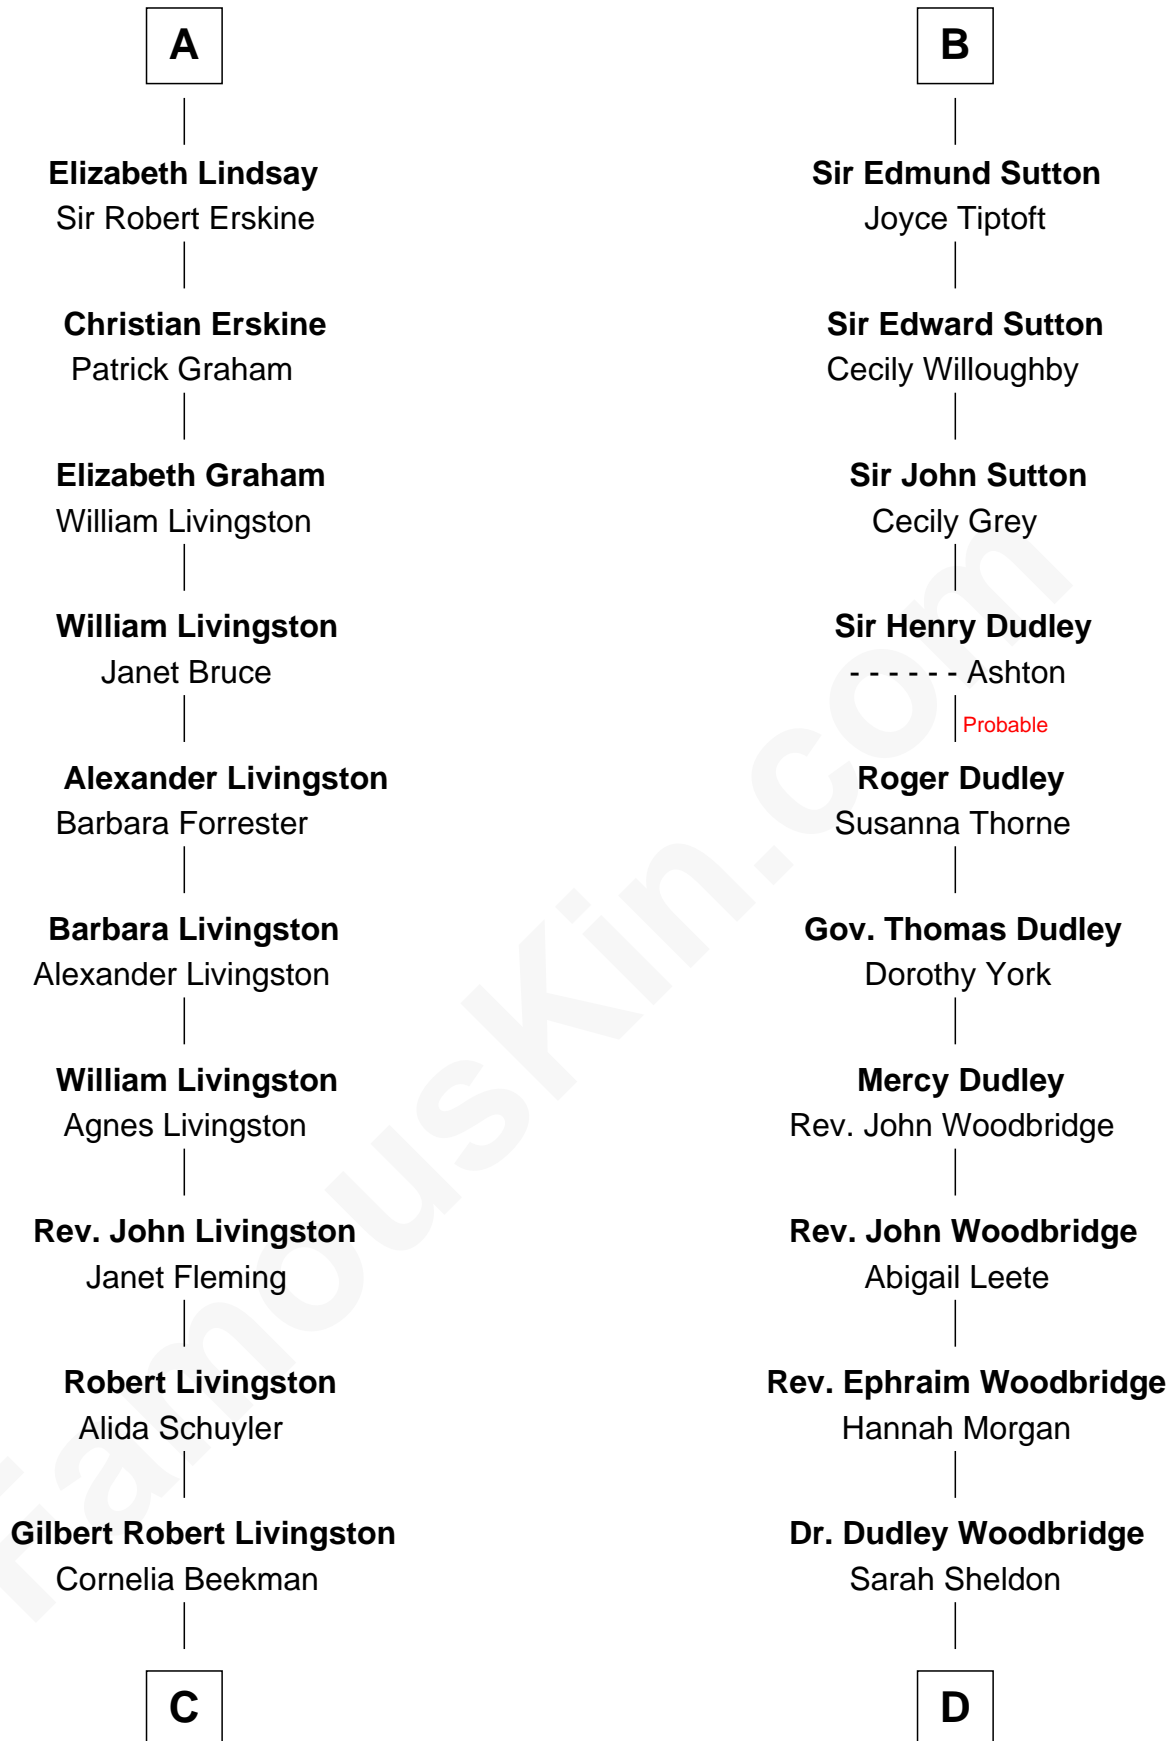 A
Elizabeth Lindsay
Sir Robert Erskine
Christian Erskine
Patrick Graham
Elizabeth Graham
William Livingston
William Livingston
Janet Bruce
Alexander Livingston
Barbara Forrester
Barbara Livingston
Alexander Livingston
William Livingston
Agnes Livingston
Rev. John Livingston
Janet Fleming
Robert Livingston
Alida Schuyler
Gilbert Robert Livingston
Cornelia Beekman
C
B
Sir Edmund Sutton
Joyce Tiptoft
Sir Edward Sutton
Cecily Willoughby
Sir John Sutton
Cecily Grey
Sir Henry Dudley
- - - - - - Ashton
Probable
Roger Dudley
Susanna Thorne
Gov. Thomas Dudley
Dorothy York
Mercy Dudley
Rev. John Woodbridge
Rev. John Woodbridge
Abigail Leete
Rev. Ephraim Woodbridge
Hannah Morgan
Dr. Dudley Woodbridge
Sarah Sheldon
D
FamousKin.com